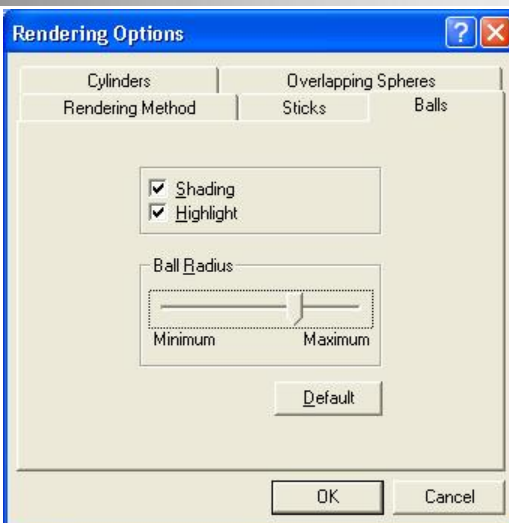 Rendering Options
Cylinders Overlapping Spheres
Rendering Method Sticks Balls
Shading
Highlight
Ball Radius
Minimum Maximum
Default
OK Cancel